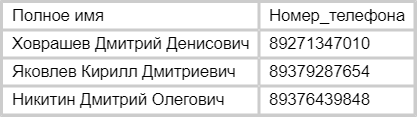 Полное имя Номер_телефона
Ховрашев Дмитрий Денисович 89271347010
Яковлев Кирилл Дмитриевич 89379287654
Никитин Дмитрий Олегович 89376439848